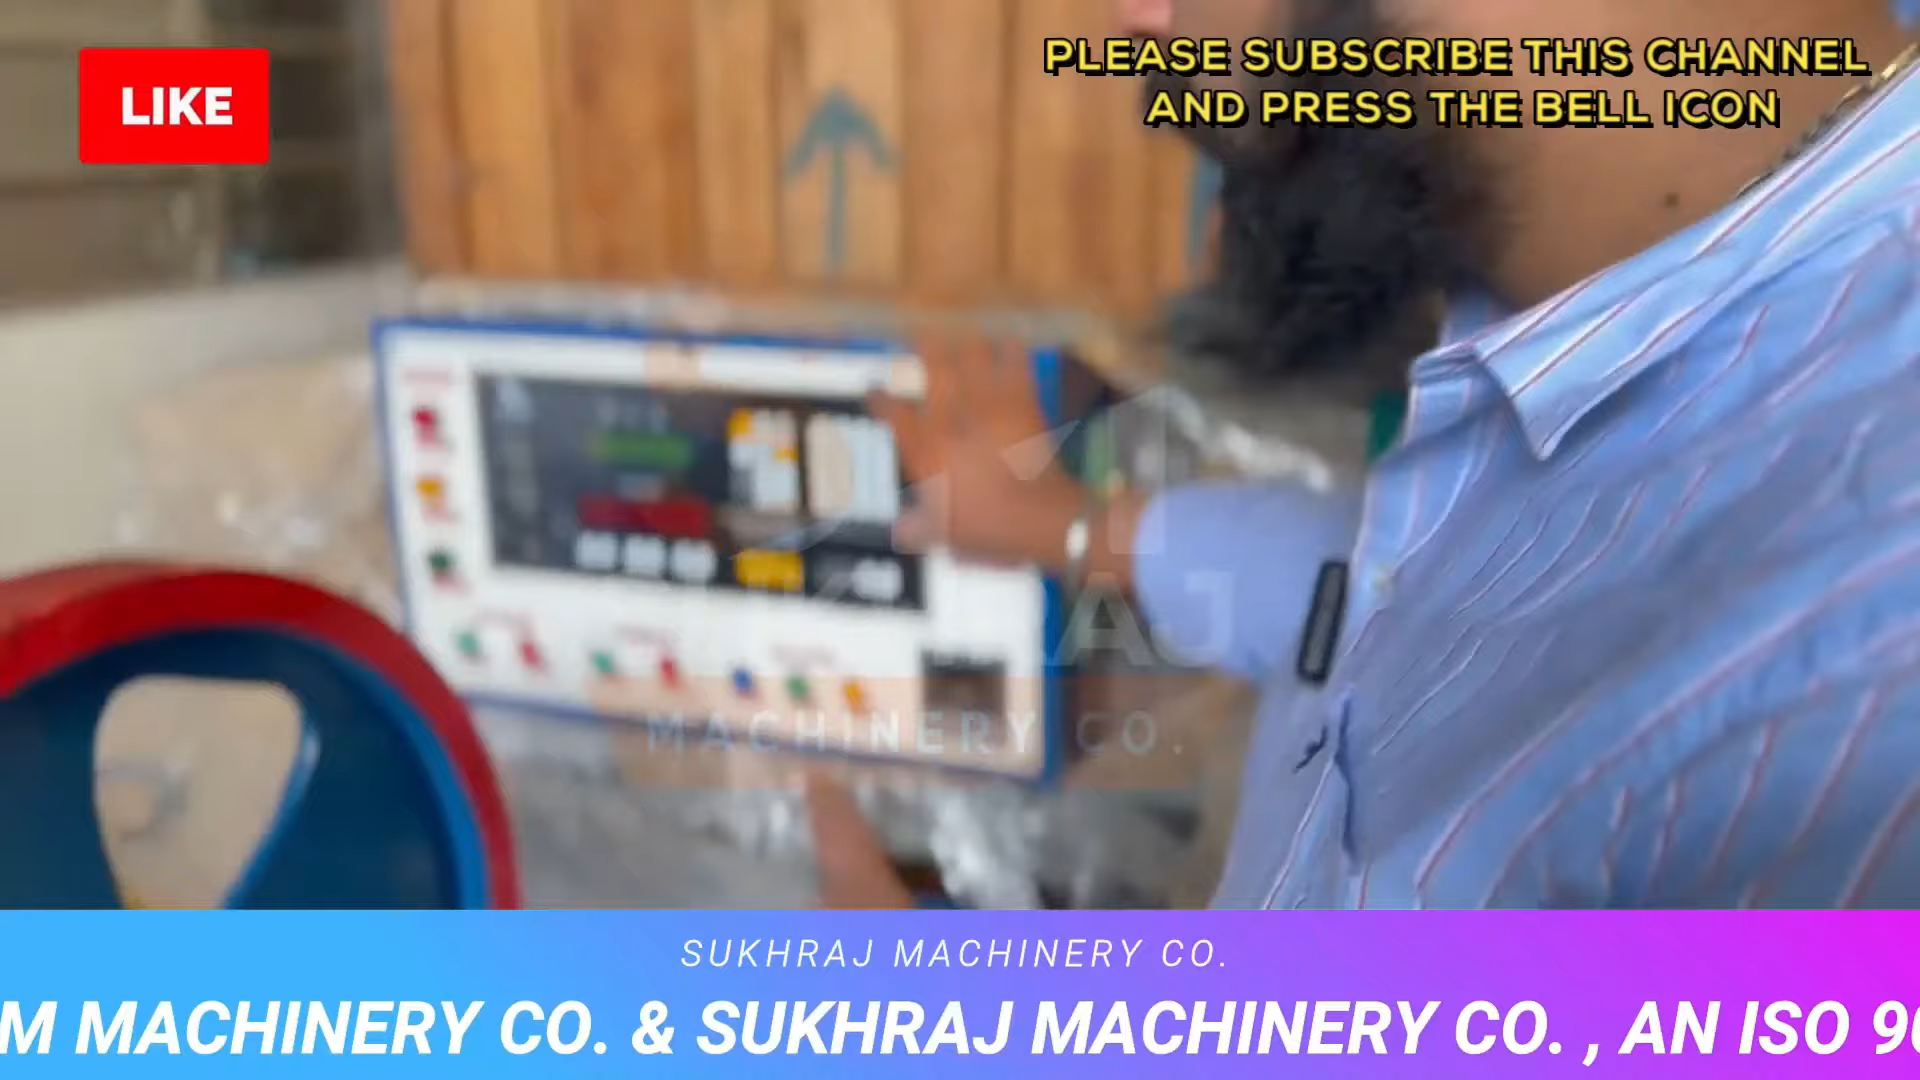 LIKE
PLEASE SUBSCRIBE THIS CHANNEL
AND PRESS THE BELL ICON
MACHINERY CO.
SUKHRAJ MACHINERY CO.
M MACHINERY CO. & SUKHRAJ MACHINERY CO. , AN ISO 90